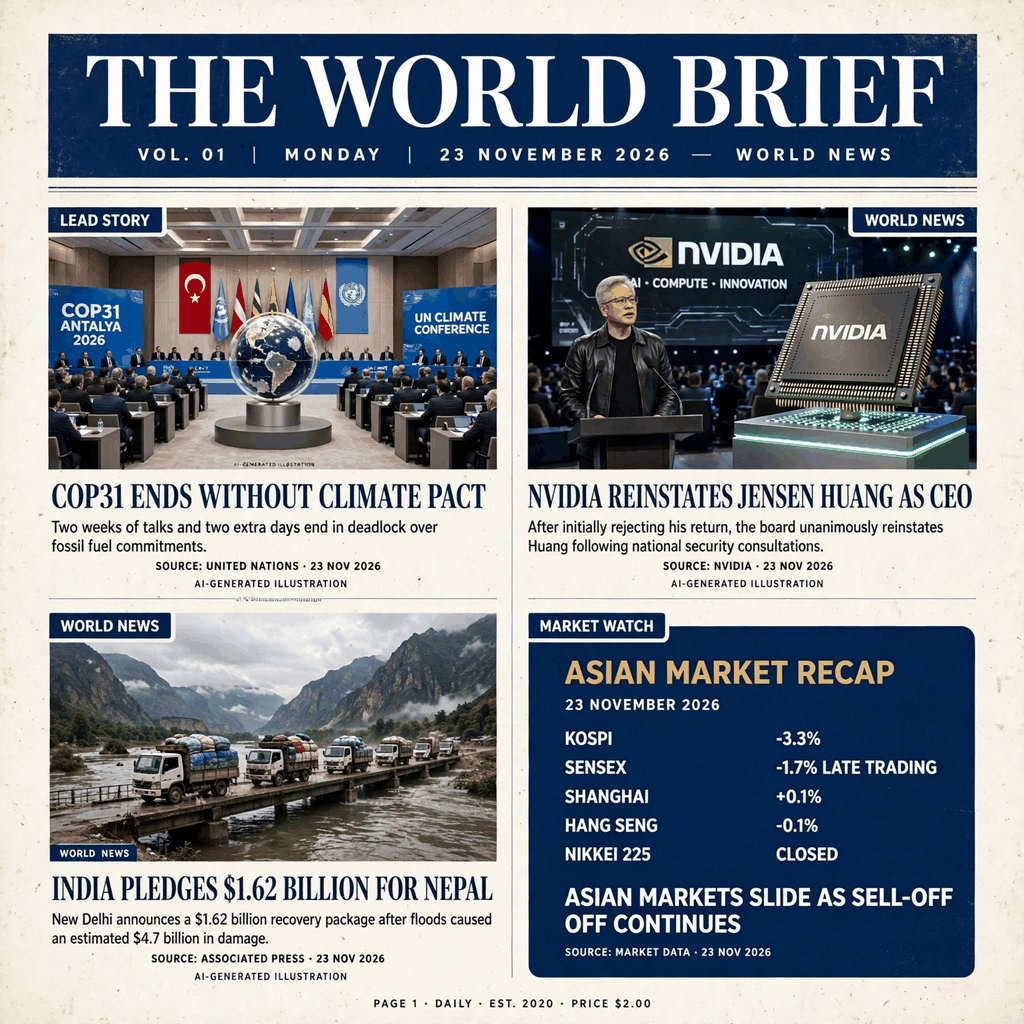 THE WORLD BRIEF
VOL. 01 | MONDAY | 23 NOVEMBER 2026 — WORLD NEWS
LEAD STORY
COP31
ANTALYA
2026
UN CLIMATE
CONFERENCE
AI-GENERATED ILLUSTRATION
COP31 ENDS WITHOUT CLIMATE PACT
Two weeks of talks and two extra days end in deadlock over
fossil fuel commitments.
SOURCE: UNITED NATIONS · 23 NOV 2026
AI-GENERATED ILLUSTRATION
WORLD NEWS
NVIDIA
AI · COMPUTE · INNOVATION
NVIDIA
NVIDIA REINSTATES JENSEN HUANG AS CEO
After initially rejecting his return, the board unanimously reinstates
Huang following national security consultations.
SOURCE: NVIDIA · 23 NOV 2026
AI-GENERATED ILLUSTRATION
WORLD NEWS
WORLD NEWS
INDIA PLEDGES $1.62 BILLION FOR NEPAL
New Delhi announces a $1.62 billion recovery package after floods caused
an estimated $4.7 billion in damage.
SOURCE: ASSOCIATED PRESS · 23 NOV 2026
AI-GENERATED ILLUSTRATION
MARKET WATCH
ASIAN MARKET RECAP
23 NOVEMBER 2026
KOSPI -3.3%
SENSEX -1.7% LATE TRADING
SHANGHAI +0.1%
HANG SENG -0.1%
NIKKEI 225 CLOSED
ASIAN MARKETS SLIDE AS SELL-OFF
OFF CONTINUES
SOURCE: MARKET DATA · 23 NOV 2026
PAGE 1 · DAILY · EST. 2020 · PRICE $2.00